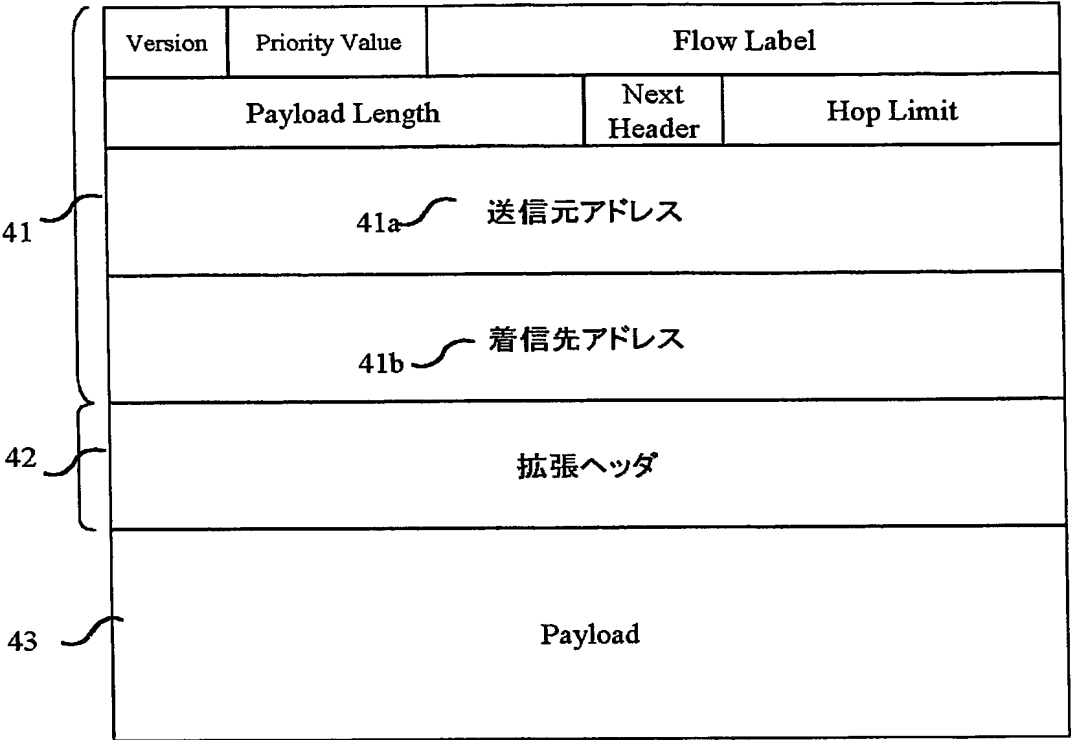 Version Priority Value Flow Label
Payload Length Next Header Hop Limit
41
41a 送信元アドレス
41b 着信先アドレス
42
拡張ヘッダ
43
Payload